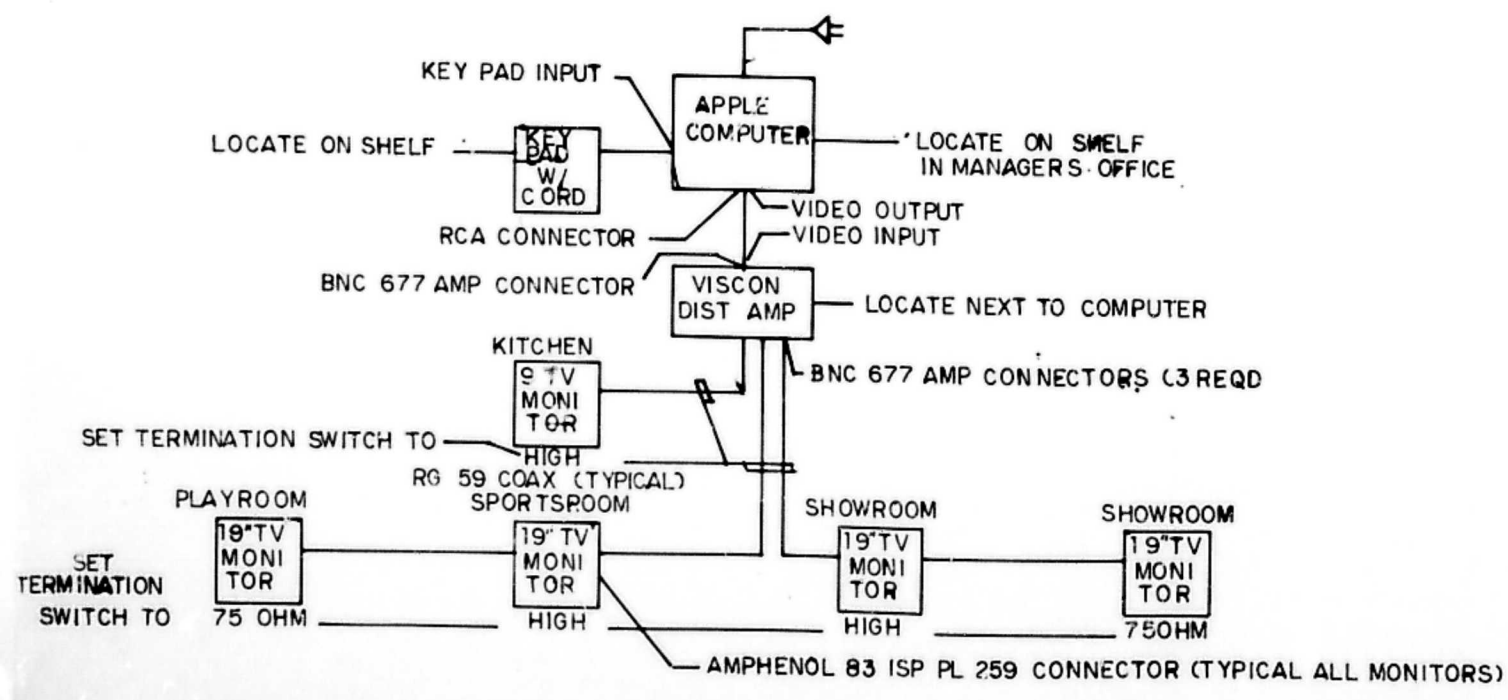 KEY PAD INPUT
APPLE
COMPUTER
LOCATE ON SHELF
KEY
PAD
W/
CORD
LOCATE ON SHELF
IN MANAGERS OFFICE
VIDEO OUTPUT
RCA CONNECTOR
VIDEO INPUT
BNC 677 AMP CONNECTOR
VISCON
DIST AMP
LOCATE NEXT TO COMPUTER
KITCHEN
9 TV
MONI
TOR
BNC 677 AMP CONNECTORS (3 REQD
SET TERMINATION SWITCH TO
HIGH
RG 59 COAX (TYPICAL)
PLAYROOM
SPORTSROOM
SHOWROOM
SHOWROOM
19" TV
MONI
TOR
19" TV
MONI
TOR
19" TV
MONI
TOR
19" TV
MONI
TOR
SET
TERMINATION
SWITCH TO
75 OHM
HIGH
HIGH
75OHM
AMPHENOL 83 ISP PL 259 CONNECTOR (TYPICAL ALL MONITORS)